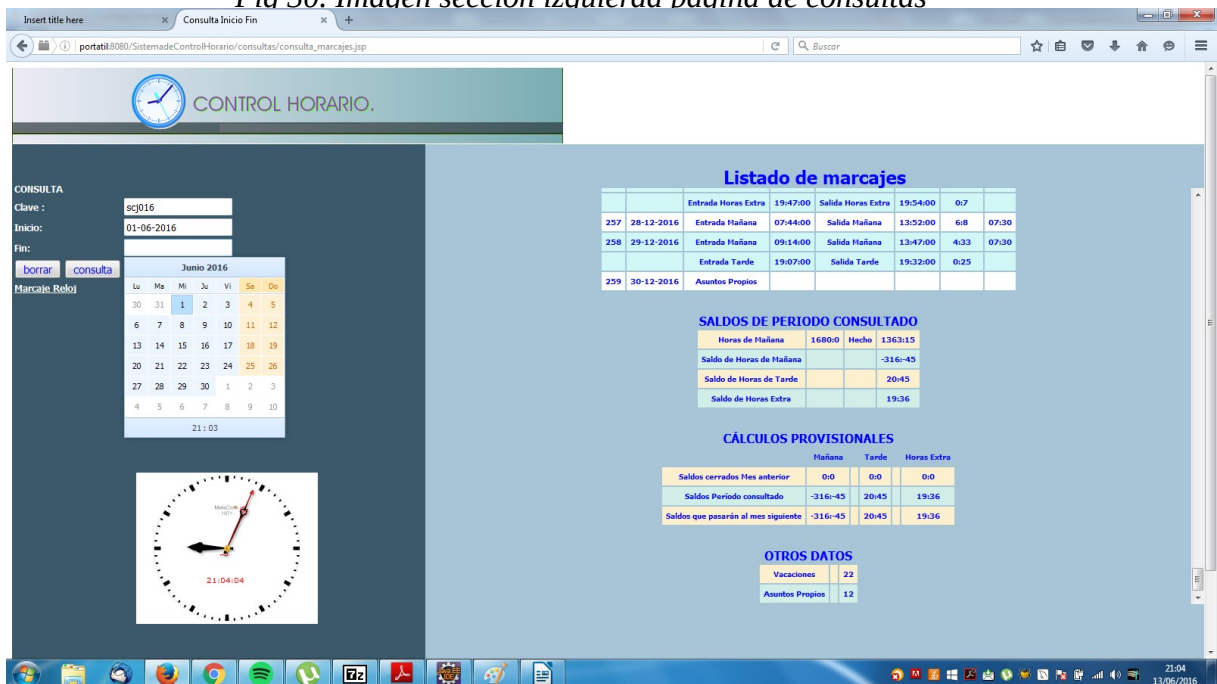 Fig 30. Imagen sección izquierda página de consultas
Insert title here
Consulta Inicio Fin
portatil:8080/SistemadeControlHorario/consultas/consulta_marcajes.jsp
Buscar
CONTROL HORARIO.
CONSULTA
Clave :
scj016
Inicio:
01-06-2016
Fin:
borrar consulta
Marcaje Reloj
Junio 2016
Lu Ma Mi Ju Vi Sa Do
30 31 1 2 3 4 5
6 7 8 9 10 11 12
13 14 15 16 17 18 19
20 21 22 23 24 25 26
27 28 29 30 1 2 3
4 5 6 7 8 9 10
21 : 03
21:04:04
Listado de marcajes
Entrada Horas Extra 19:47:00 Salida Horas Extra 19:54:00 0:7
257 28-12-2016 Entrada Mañana 07:44:00 Salida Mañana 13:52:00 6:8 07:30
258 29-12-2016 Entrada Mañana 09:14:00 Salida Mañana 13:47:00 4:33 07:30
Entrada Tarde 19:07:00 Salida Tarde 19:32:00 0:25
259 30-12-2016 Asuntos Propios
SALDOS DE PERIODO CONSULTADO
Horas de Mañana 1680:0 Hecho 1363:15
Saldo de Horas de Mañana -316:-45
Saldo de Horas de Tarde 20:45
Saldo de Horas Extra 19:36
CÁLCULOS PROVISIONALES
Mañana Tarde Horas Extra
Saldos cerrados Mes anterior 0:0 0:0 0:0
Saldos Período consultado -316:-45 20:45 19:36
Saldos que pasarán al mes siguiente -316:-45 20:45 19:36
OTROS DATOS
Vacaciones 22
Asuntos Propios 12
21:04
13/06/2016